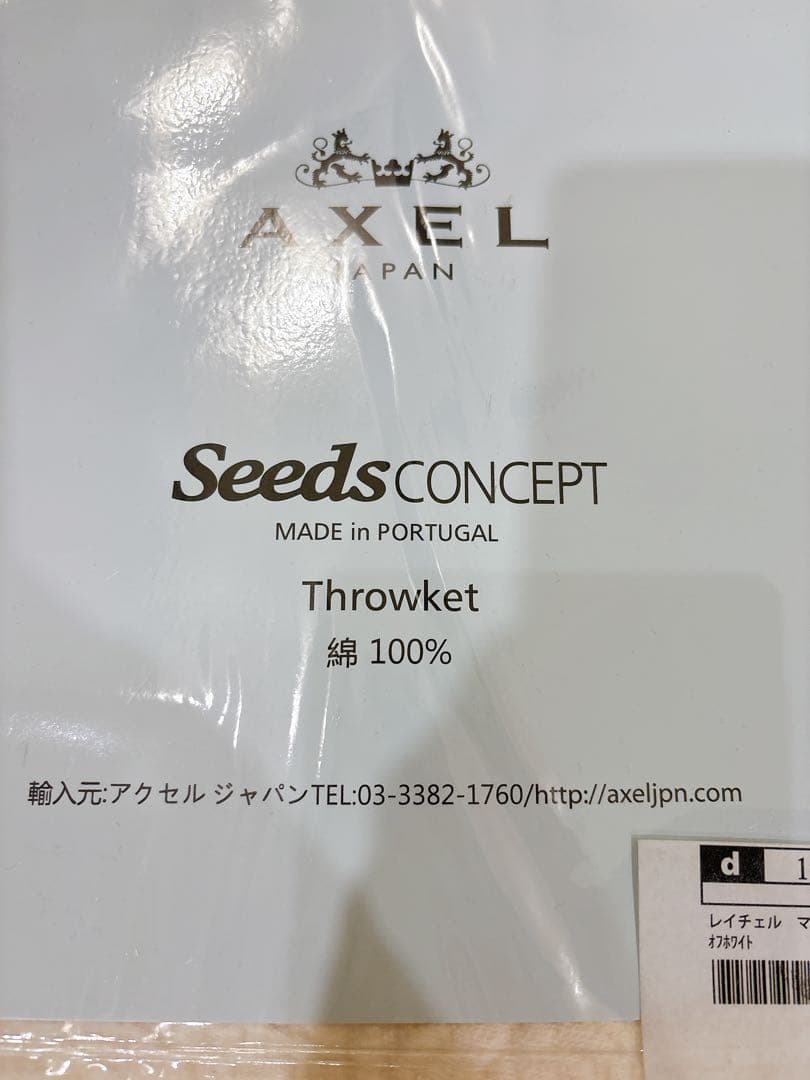 AXEL
JAPAN
Seeds CONCEPT
MADE in PORTUGAL
Throwket
綿 100%
輸入元:アクセル ジャパンTEL:03-3382-1760/http://axeljpn.com
d 1
レイチェル マ
ｵﾌﾎﾜｲﾄ